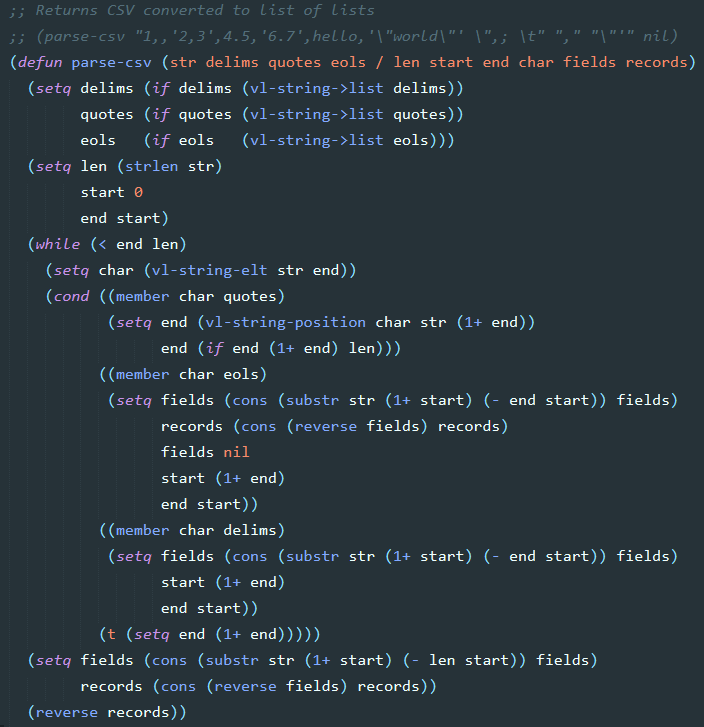 ;; Returns CSV converted to list of lists
;; (parse-csv "1,,'2,3',4.5,'6.7',hello,'\"world\"' \",; \t" "," "\"'" nil)
(defun parse-csv (str delims quotes eols / len start end char fields records)
  (setq delims (if delims (vl-string->list delims))
        quotes (if quotes (vl-string->list quotes))
        eols   (if eols   (vl-string->list eols)))
  (setq len (strlen str)
        start 0
        end start)
  (while (< end len)
    (setq char (vl-string-elt str end))
    (cond ((member char quotes)
           (setq end (vl-string-position char str (1+ end))
                 end (if end (1+ end) len)))
          ((member char eols)
           (setq fields (cons (substr str (1+ start) (- end start)) fields)
                 records (cons (reverse fields) records)
                 fields nil
                 start (1+ end)
                 end start))
          ((member char delims)
           (setq fields (cons (substr str (1+ start) (- end start)) fields)
                 start (1+ end)
                 end start))
          (t (setq end (1+ end)))))
  (setq fields (cons (substr str (1+ start) (- len start)) fields)
        records (cons (reverse fields) records))
  (reverse records))